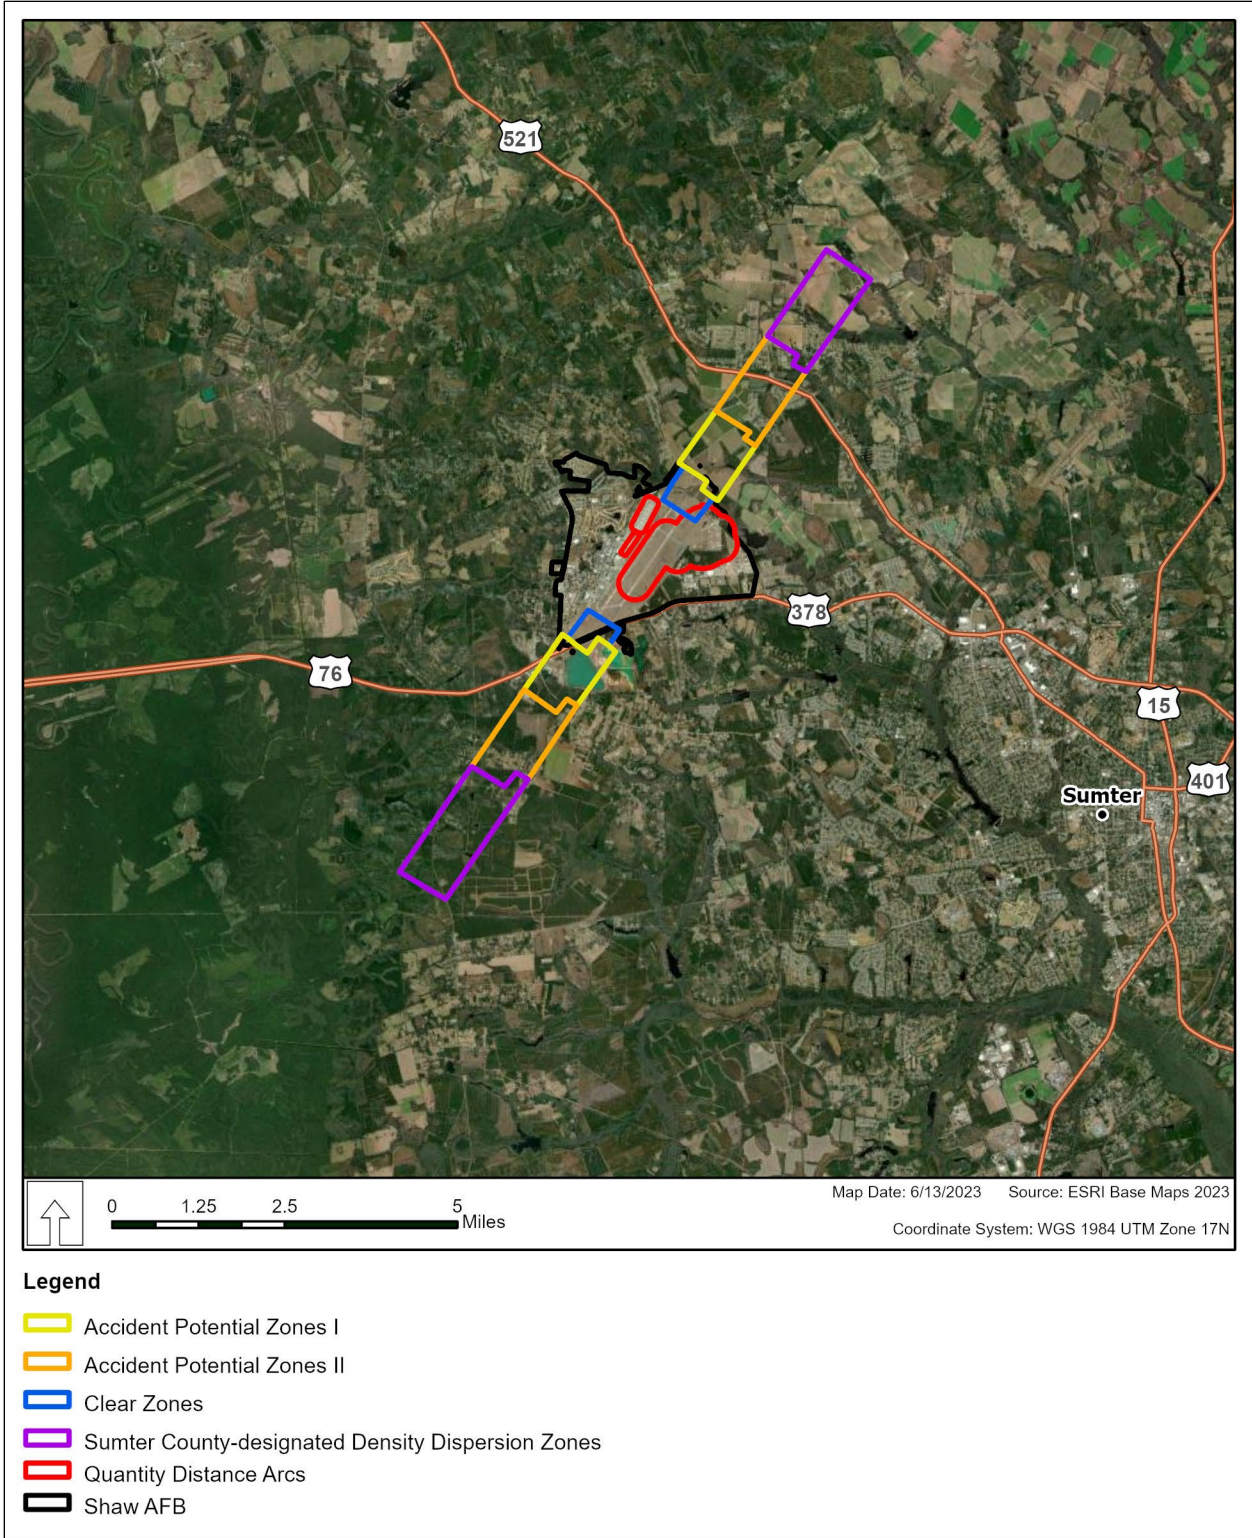 521
378
76
15
401
Sumter
0 1.25 2.5 5
Miles
Map Date: 6/13/2023 Source: ESRI Base Maps 2023
Coordinate System: WGS 1984 UTM Zone 17N
Legend
Accident Potential Zones I
Accident Potential Zones II
Clear Zones
Sumter County-designated Density Dispersion Zones
Quantity Distance Arcs
Shaw AFB